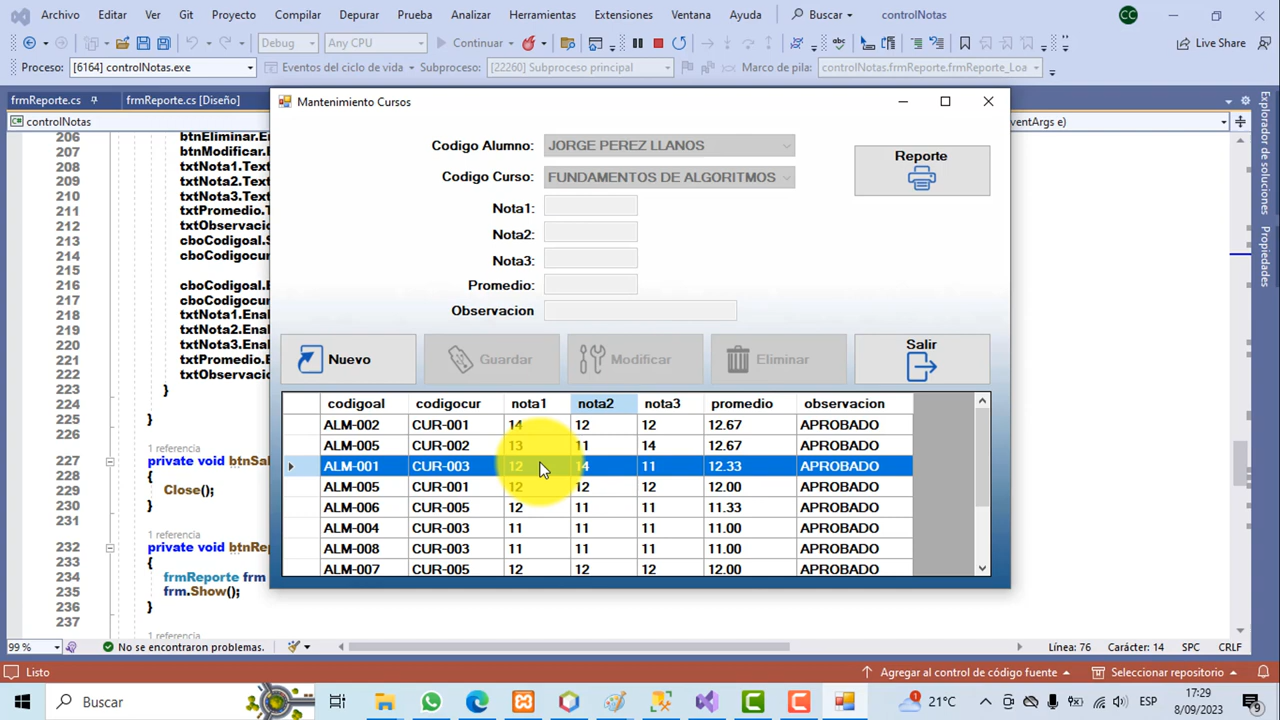 Archivo Editar Ver Git Proyecto Compilar Depurar Prueba Analizar Herramientas Extensiones Ventana Ayuda Buscar controlNotas CC
Debug Any CPU Continuar Live Share
Proceso: [6164] controlNotas.exe Eventos del ciclo de vida Subproceso: [22260] Subproceso principal Marco de pila: controlNotas.frmReporte.frmReporte_Loa
frmReporte.cs frmReporte.cs [Diseño]
controlNotas ventArgs e)
Explorador de soluciones
Propiedades
Mantenimiento Cursos
Codigo Alumno: JORGE PEREZ LLANOS
Codigo Curso: FUNDAMENTOS DE ALGORITMOS
Nota1:
Nota2:
Nota3:
Promedio:
Observacion
Reporte
Nuevo Guardar Modificar Eliminar Salir
codigoal codigocur nota1 nota2 nota3 promedio observacion
ALM-002 CUR-001 14 12 12 12.67 APROBADO
ALM-005 CUR-002 13 11 14 12.67 APROBADO
ALM-001 CUR-003 12 14 11 12.33 APROBADO
ALM-005 CUR-001 12 12 12 12.00 APROBADO
ALM-006 CUR-005 12 11 11 11.33 APROBADO
ALM-004 CUR-003 11 11 11 11.00 APROBADO
ALM-008 CUR-003 11 11 11 11.00 APROBADO
ALM-007 CUR-005 12 12 12 12.00 APROBADO
206 btnEliminar.E
207 btnModificar.
208 txtNota1.Text
209 txtNota2.Text
210 txtNota3.Text
211 txtPromedio.T
212 txtObservacio
213 cboCodigoal.S
214 cboCodigocur
215
216 cboCodigoal.E
217 cboCodigocur
218 txtNota1.Enab
219 txtNota2.Enab
220 txtNota3.Enab
221 txtPromedio.E
222 txtObservacio
223 }
224
225 }
226
1 referencia
227 private void btnSal
228 {
229 Close();
230 }
231
1 referencia
232 private void btnRep
233 {
234 frmReporte frm
235 frm.Show();
236 }
237
1 referencia
99 % No se encontraron problemas. Línea: 76 Carácter: 14 SPC CRLF
Listo Agregar al control de código fuente Seleccionar repositorio
Buscar 1 21°C ESP 17:29 8/09/2023 9